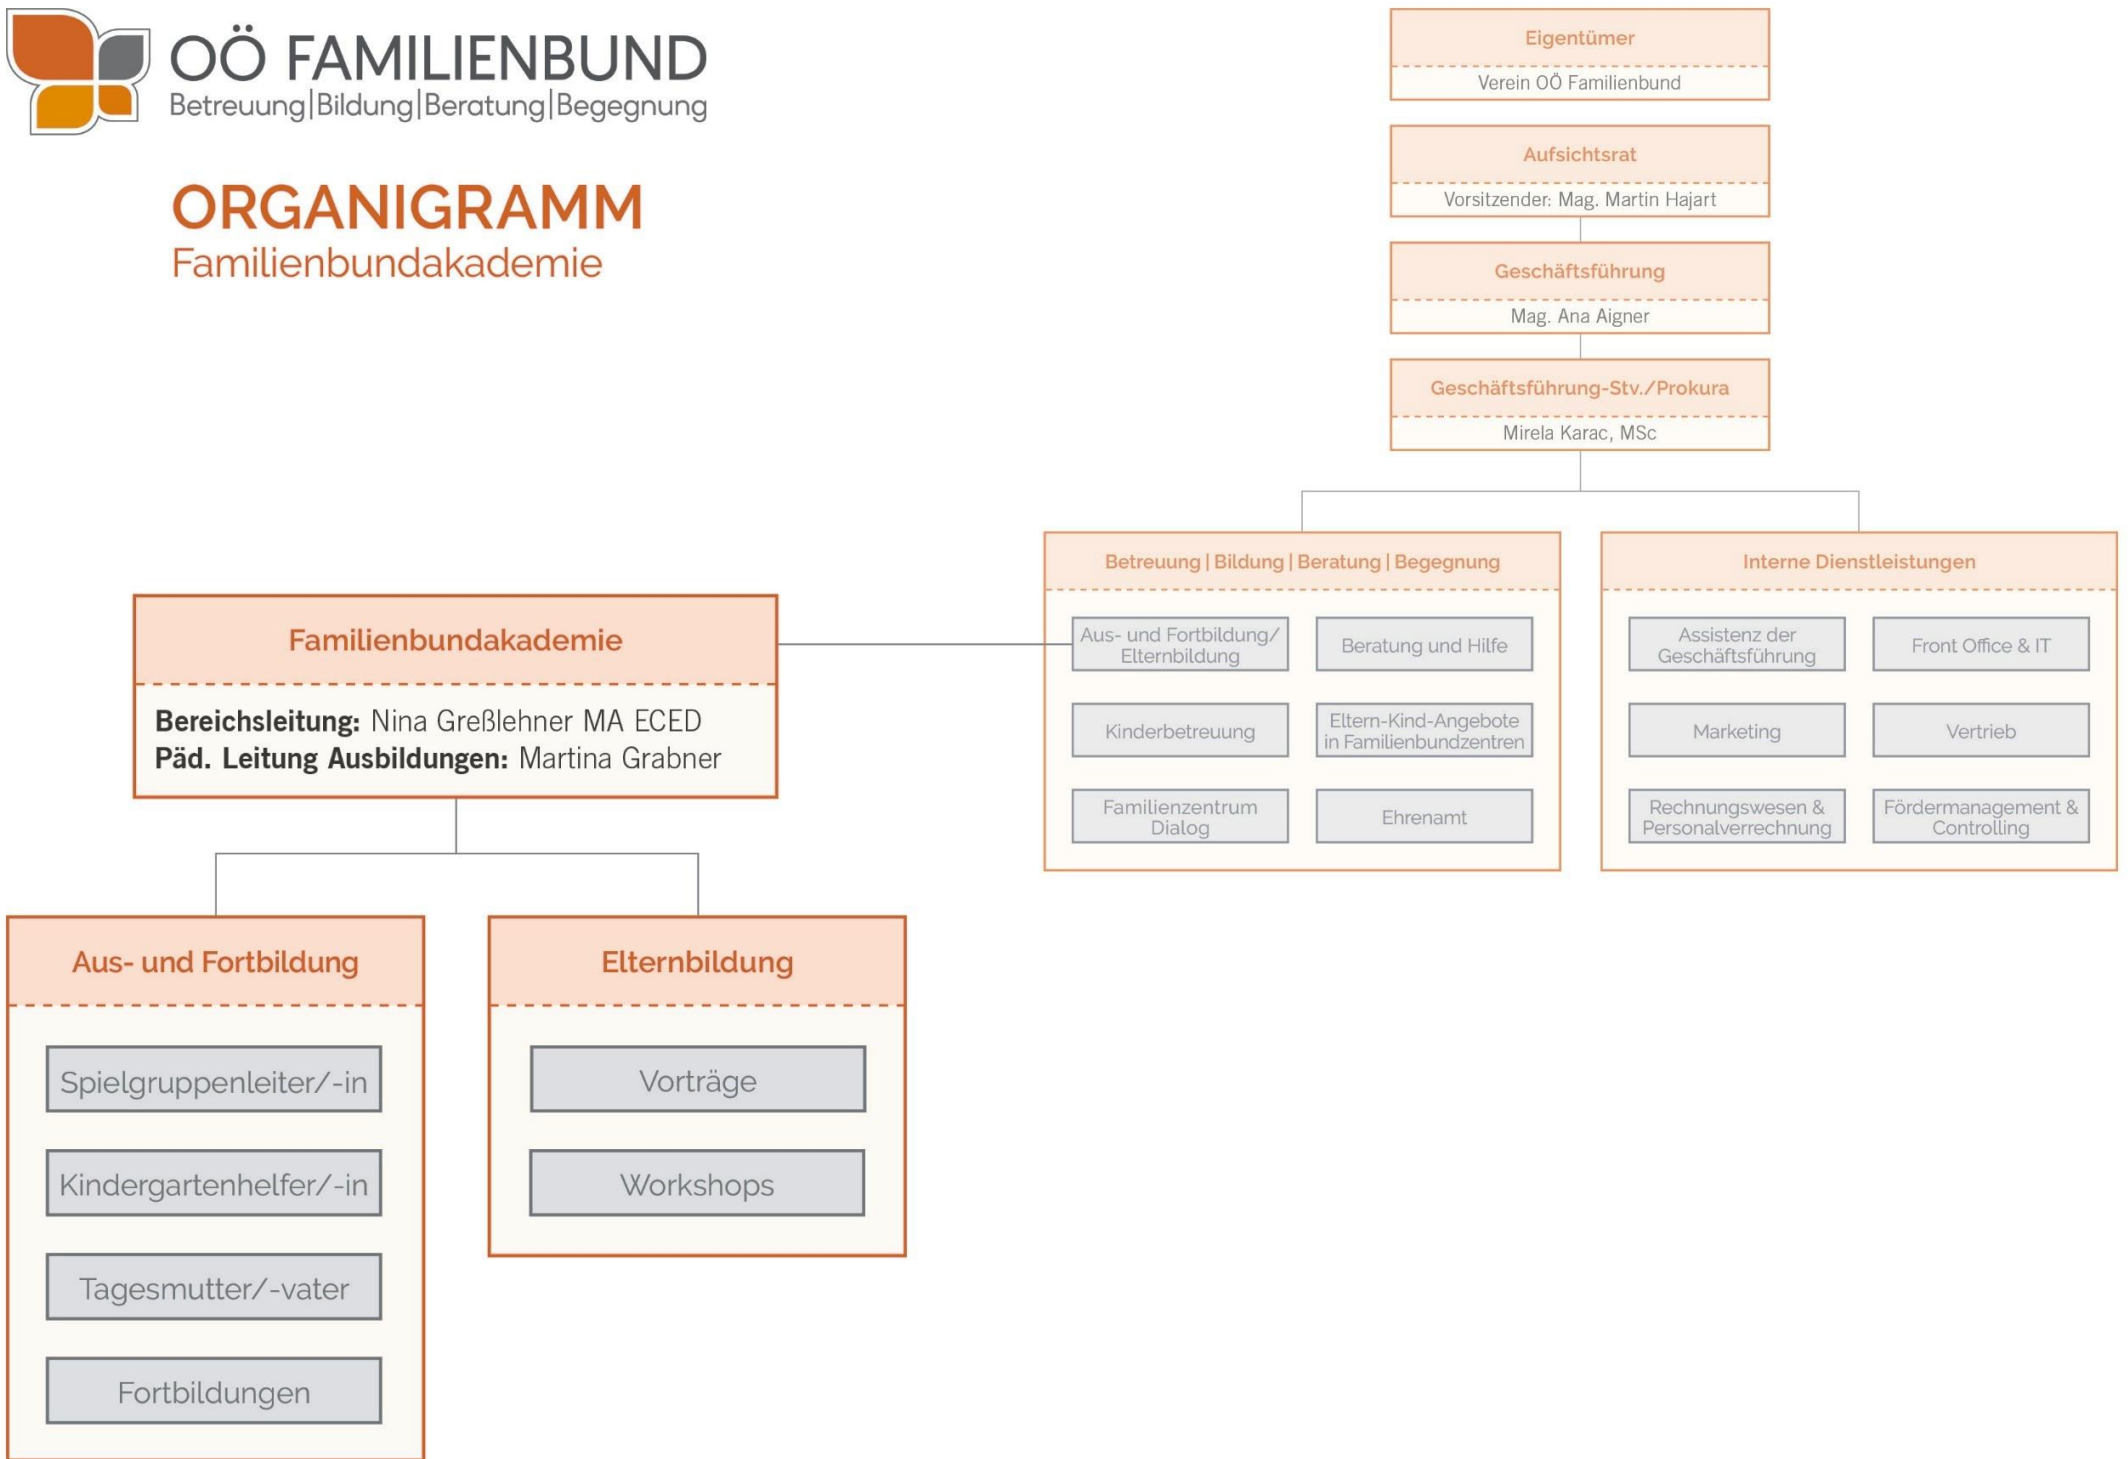 OÖ FAMILIENBUND
Betreuung|Bildung|Beratung|Begegnung
ORGANIGRAMM
Familienbundakademie
Eigentümer
Verein OÖ Familienbund
Aufsichtsrat
Vorsitzender: Mag. Martin Hajart
Geschäftsführung
Mag. Ana Aigner
Geschäftsführung-Stv./Prokura
Mirela Karac, MSc
Betreuung | Bildung | Beratung | Begegnung
Aus- und Fortbildung/
Elternbildung
Beratung und Hilfe
Kinderbetreuung
Eltern-Kind-Angebote
in Familienbundzentren
Familienzentrum
Dialog
Ehrenamt
Interne Dienstleistungen
Assistenz der
Geschäftsführung
Front Office & IT
Marketing
Vertrieb
Rechnungswesen &
Personalverrechnung
Fördermanagement &
Controlling
Familienbundakademie
Bereichsleitung: Nina Greßlehner MA ECED
Päd. Leitung Ausbildungen: Martina Grabner
Aus- und Fortbildung
Spielgruppenleiter/-in
Kindergartenhelfer/-in
Tagesmutter/-vater
Fortbildungen
Elternbildung
Vorträge
Workshops